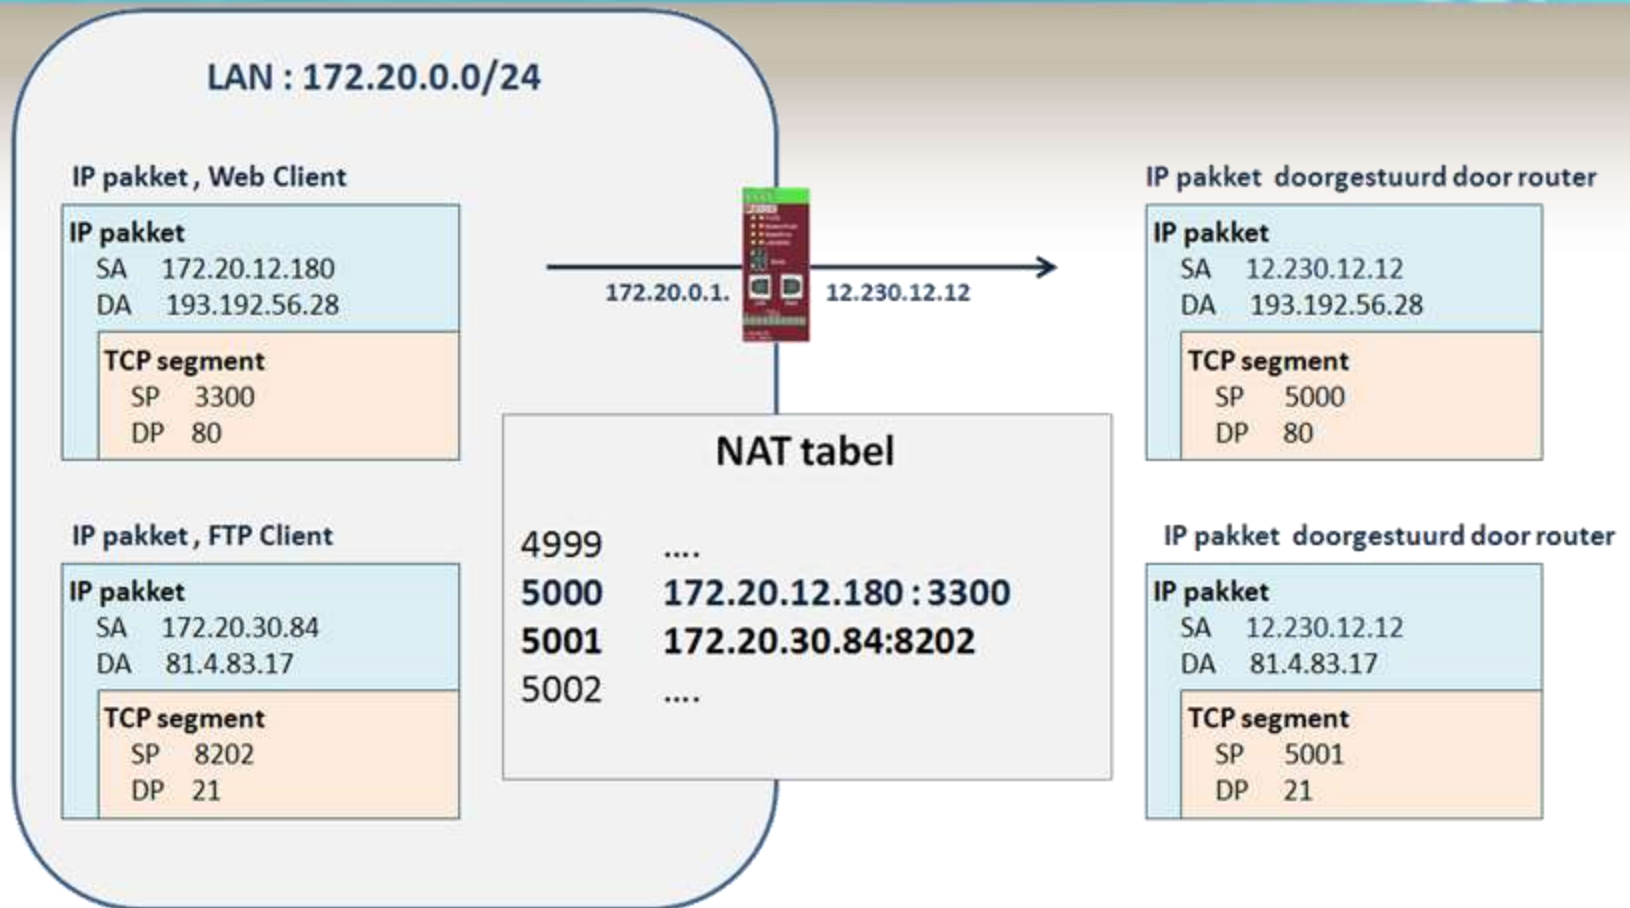 LAN : 172.20.0.0/24
IP pakket , Web Client
IP pakket
SA 172.20.12.180
DA 193.192.56.28
TCP segment
SP 3300
DP 80
172.20.0.1.
12.230.12.12
IP pakket doorgestuurd door router
IP pakket
SA 12.230.12.12
DA 193.192.56.28
TCP segment
SP 5000
DP 80
NAT tabel
4999 ....
5000 172.20.12.180 : 3300
5001 172.20.30.84:8202
5002 ....
IP pakket , FTP Client
IP pakket
SA 172.20.30.84
DA 81.4.83.17
TCP segment
SP 8202
DP 21
IP pakket doorgestuurd door router
IP pakket
SA 12.230.12.12
DA 81.4.83.17
TCP segment
SP 5001
DP 21